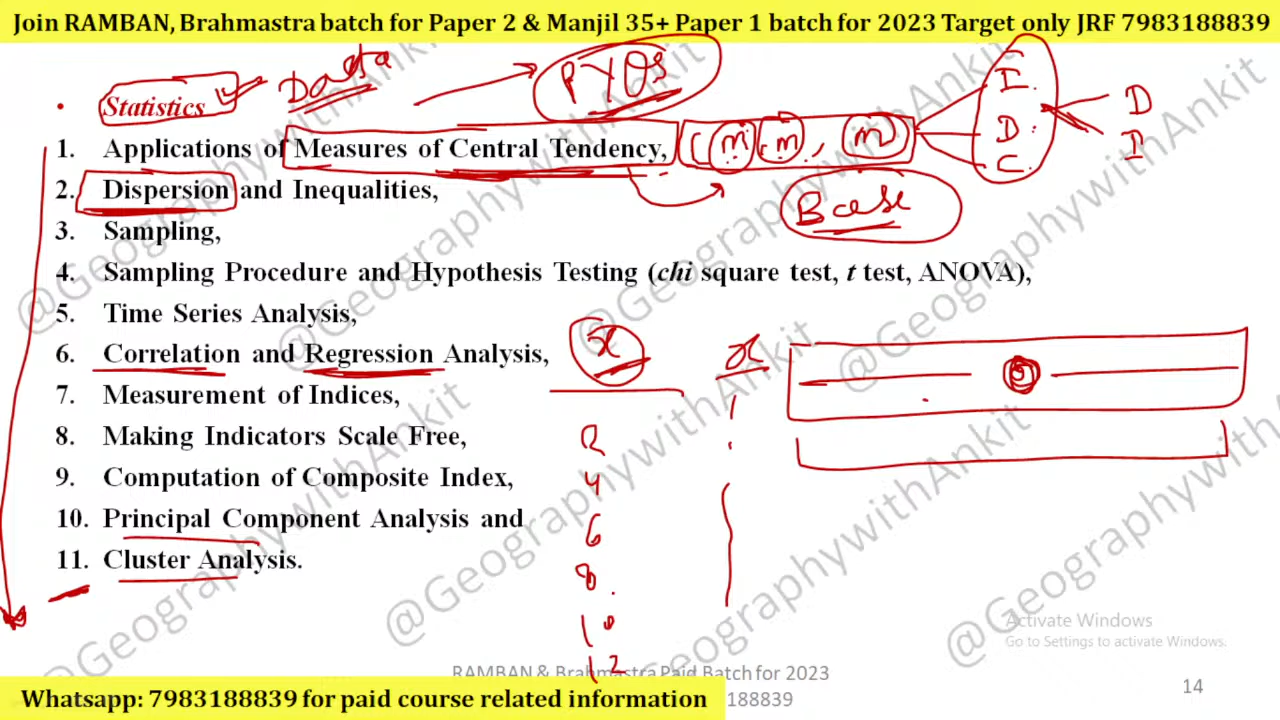 Join RAMBAN, Brahmastra batch for Paper 2 & Manjil 35+ Paper 1 batch for 2023 Target only JRF 7983188839
• Statistics Data PYQs
1. Applications of Measures of Central Tendency, (m, m, m) I. D. C. D I
2. Dispersion and Inequalities, Base
3. Sampling,
4. Sampling Procedure and Hypothesis Testing (chi square test, t test, ANOVA),
5. Time Series Analysis,
6. Correlation and Regression Analysis, x x
7. Measurement of Indices,
8. Making Indicators Scale Free, 2
9. Computation of Composite Index, 4
10. Principal Component Analysis and 6
11. Cluster Analysis. 8
10
12
@GeographywithAnkit
Activate Windows
Go to Settings to activate Windows.
RAMBAN & Brahmastra Paid Batch for 2023
188839
14
Whatsapp: 7983188839 for paid course related information